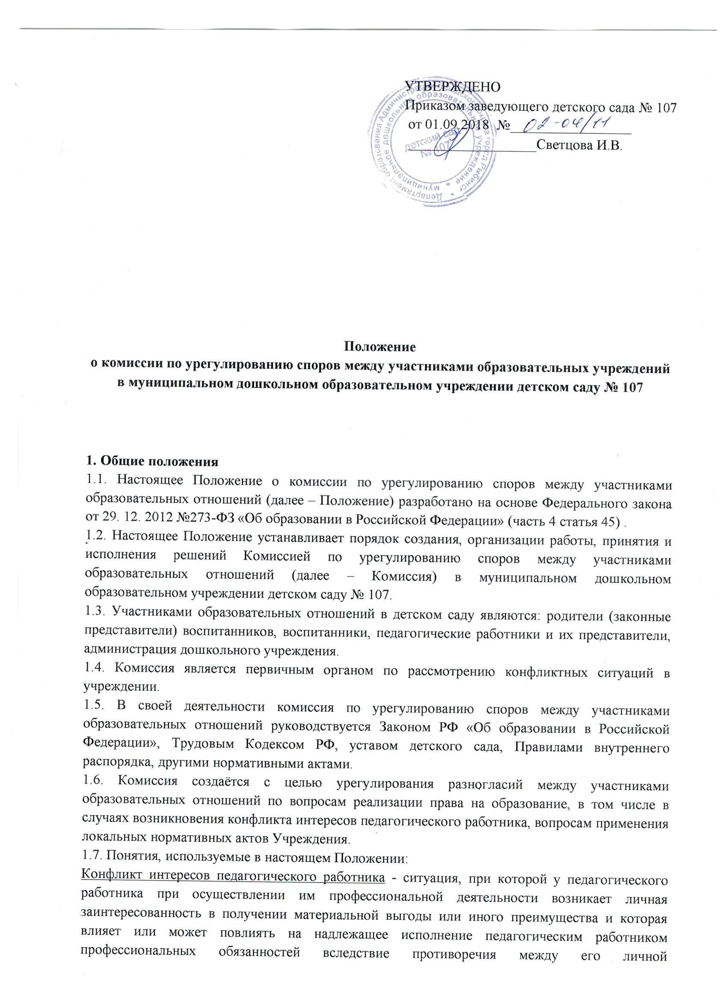 УТВЕРЖДЕНО
Приказом заведующего детского сада № 107
от 01.09.2018 № 02-04/11
Светцова И.В.
Департамент образования Администрации городского округа город Рыбинск *
муниципальное дошкольное образовательное учреждение *
детский сад
№ 107
Положение
о комиссии по урегулированию споров между участниками образовательных учреждений
в муниципальном дошкольном образовательном учреждении детском саду № 107
1. Общие положения
1.1. Настоящее Положение о комиссии по урегулированию споров между участниками
образовательных отношений (далее – Положение) разработано на основе Федерального закона
от 29. 12. 2012 №273-ФЗ «Об образовании в Российской Федерации» (часть 4 статья 45) .
1.2. Настоящее Положение устанавливает порядок создания, организации работы, принятия и
исполнения решений Комиссией по урегулированию споров между участниками
образовательных отношений (далее – Комиссия) в муниципальном дошкольном
образовательном учреждении детском саду № 107.
1.3. Участниками образовательных отношений в детском саду являются: родители (законные
представители) воспитанников, воспитанники, педагогические работники и их представители,
администрация дошкольного учреждения.
1.4. Комиссия является первичным органом по рассмотрению конфликтных ситуаций в
учреждении.
1.5. В своей деятельности комиссия по урегулированию споров между участниками
образовательных отношений руководствуется Законом РФ «Об образовании в Российской
Федерации», Трудовым Кодексом РФ, уставом детского сада, Правилами внутреннего
распорядка, другими нормативными актами.
1.6. Комиссия создаётся с целью урегулирования разногласий между участниками
образовательных отношений по вопросам реализации права на образование, в том числе в
случаях возникновения конфликта интересов педагогического работника, вопросам применения
локальных нормативных актов Учреждения.
1.7. Понятия, используемые в настоящем Положении:
Конфликт интересов педагогического работника - ситуация, при которой у педагогического
работника при осуществлении им профессиональной деятельности возникает личная
заинтересованность в получении материальной выгоды или иного преимущества и которая
влияет или может повлиять на надлежащее исполнение педагогическим работником
профессиональных обязанностей вследствие противоречия между его личной